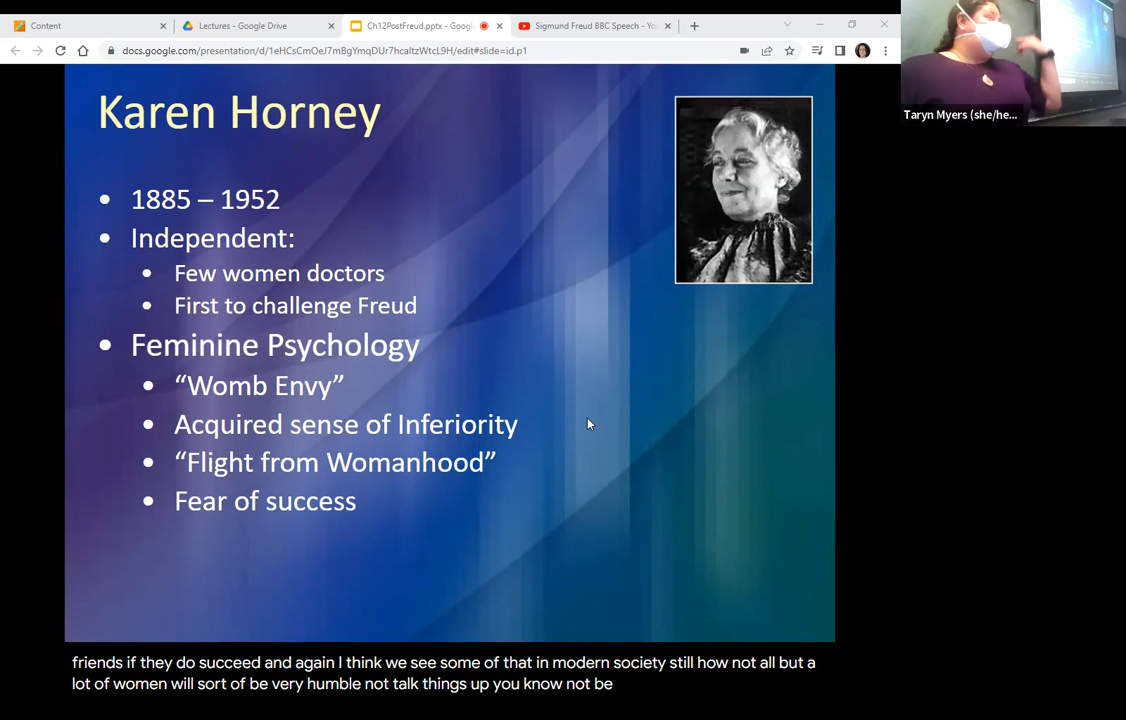 Content
Lectures - Google Drive
Ch12PostFreud.pptx - Goog
Sigmund Freud BBC Speech - Yo
docs.google.com/presentation/d/1eHCsCmOeJ7mBgYmqDUr7hcaItzWtcL9H/edit#slide=id.p1
Taryn Myers (she/he...
Karen Horney
• 1885 – 1952
• Independent:
• Few women doctors
• First to challenge Freud
• Feminine Psychology
• “Womb Envy”
• Acquired sense of Inferiority
• “Flight from Womanhood”
• Fear of success
friends if they do succeed and again I think we see some of that in modern society still how not all but a
lot of women will sort of be very humble not talk things up you know not be